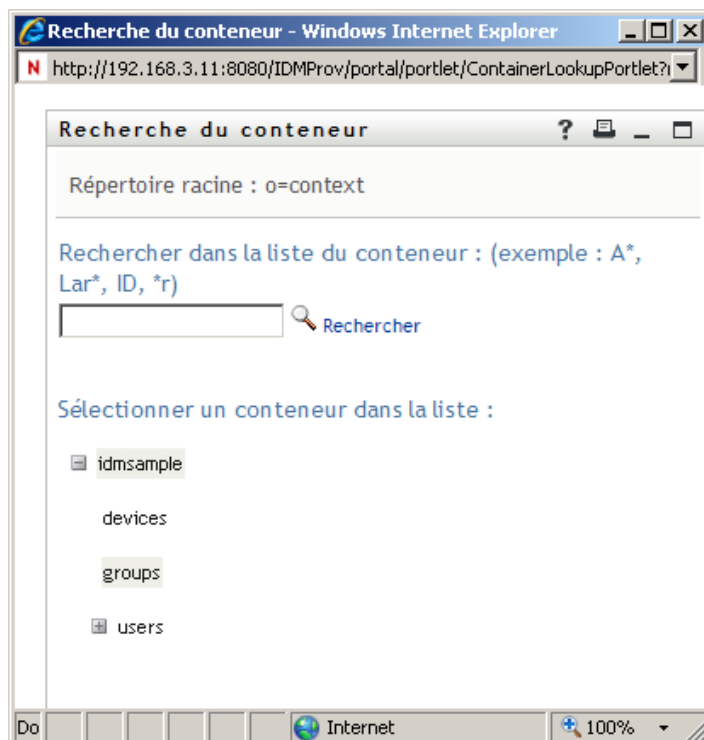 Recherche du conteneur - Windows Internet Explorer
N http://192.168.3.11:8080/IDMProv/portal/portlet/ContainerLookupPortlet?
Recherche du conteneur ?
Répertoire racine : o=context
Rechercher dans la liste du conteneur : (exemple : A*,
Lar*, ID, *r)
Rechercher
Sélectionner un conteneur dans la liste :
idmsample
devices
groups
users
Do Internet 100%